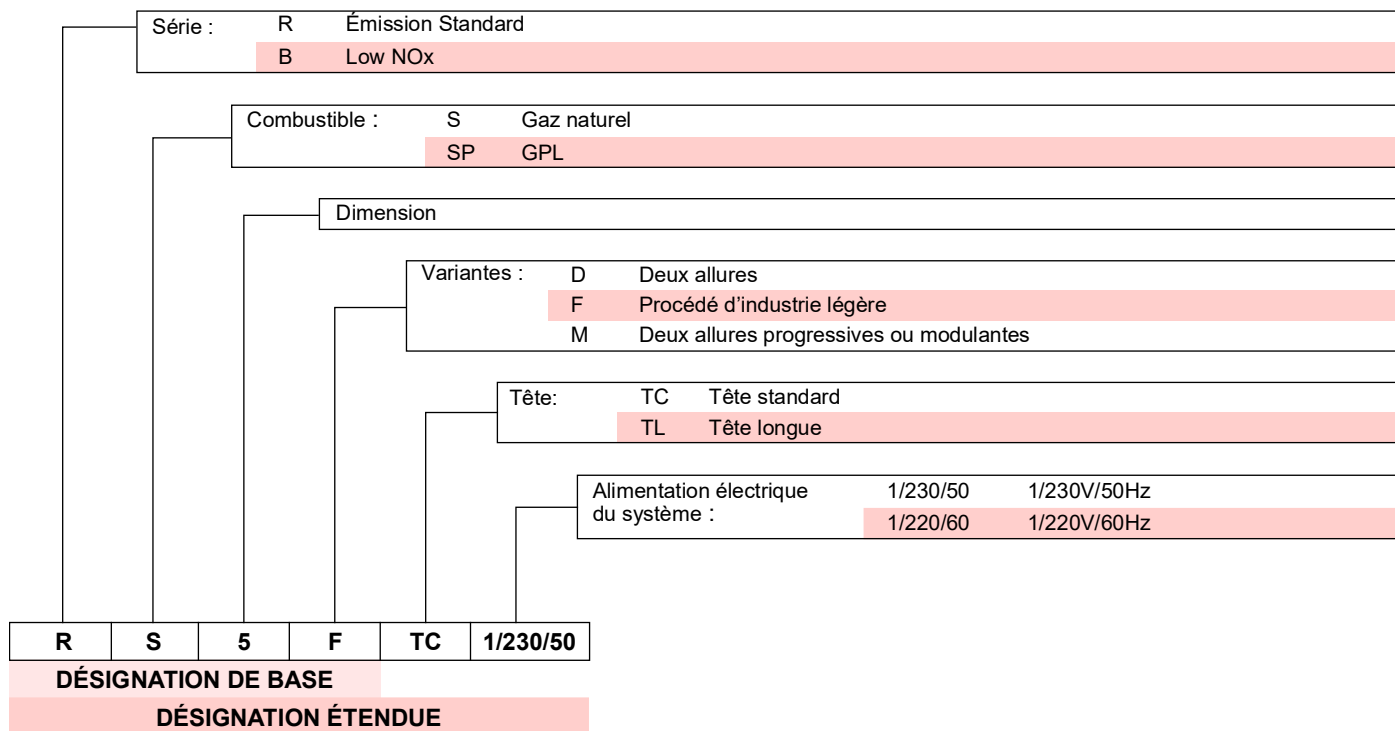 Série : R Émission Standard
B Low NOx
Combustible : S Gaz naturel
SP GPL
Dimension
Variantes : D Deux allures
F Procédé d’industrie légère
M Deux allures progressives ou modulantes
Tête: TC Tête standard
TL Tête longue
Alimentation électrique 1/230/50 1/230V/50Hz
du système : 1/220/60 1/220V/60Hz
R S 5 F TC 1/230/50
DÉSIGNATION DE BASE
DÉSIGNATION ÉTENDUE